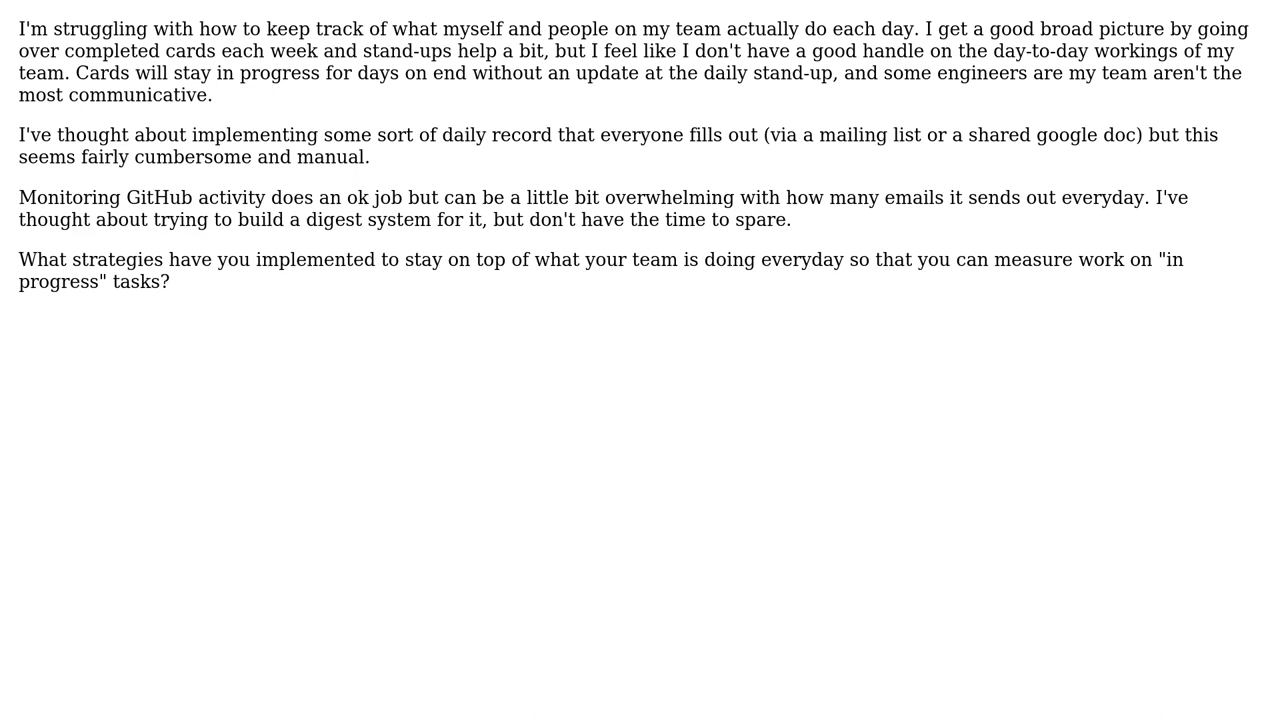 I'm struggling with how to keep track of what myself and people on my team actually do each day. I get a good broad picture by going
over completed cards each week and stand-ups help a bit, but I feel like I don't have a good handle on the day-to-day workings of my
team. Cards will stay in progress for days on end without an update at the daily stand-up, and some engineers are my team aren't the
most communicative.
I've thought about implementing some sort of daily record that everyone fills out (via a mailing list or a shared google doc) but this
seems fairly cumbersome and manual.
Monitoring GitHub activity does an ok job but can be a little bit overwhelming with how many emails it sends out everyday. I've
thought about trying to build a digest system for it, but don't have the time to spare.
What strategies have you implemented to stay on top of what your team is doing everyday so that you can measure work on "in
progress" tasks?